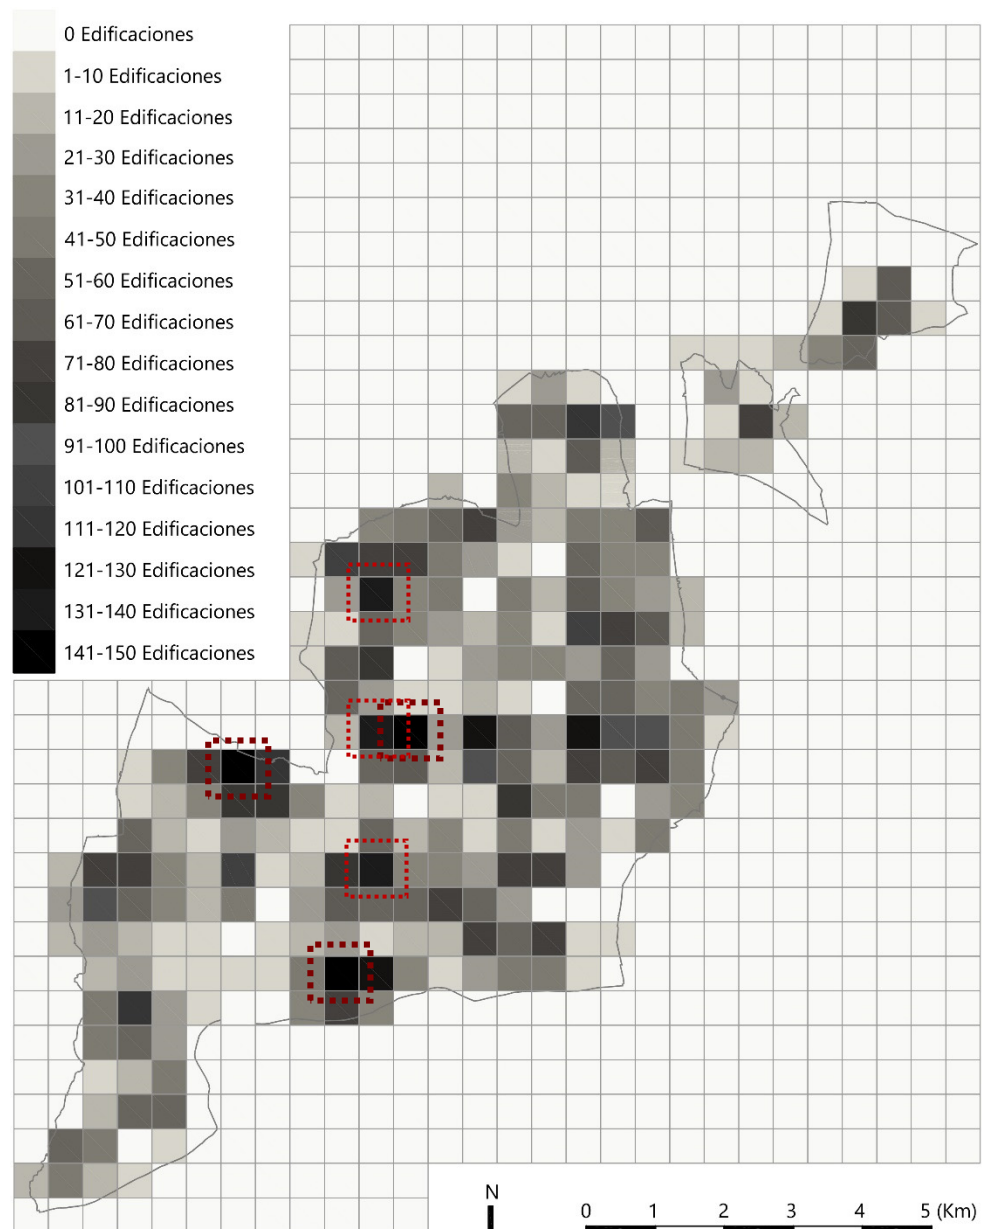 0 Edificaciones
1-10 Edificaciones
11-20 Edificaciones
21-30 Edificaciones
31-40 Edificaciones
41-50 Edificaciones
51-60 Edificaciones
61-70 Edificaciones
71-80 Edificaciones
81-90 Edificaciones
91-100 Edificaciones
101-110 Edificaciones
111-120 Edificaciones
121-130 Edificaciones
131-140 Edificaciones
141-150 Edificaciones
N
0 1 2 3 4 5 (Km)